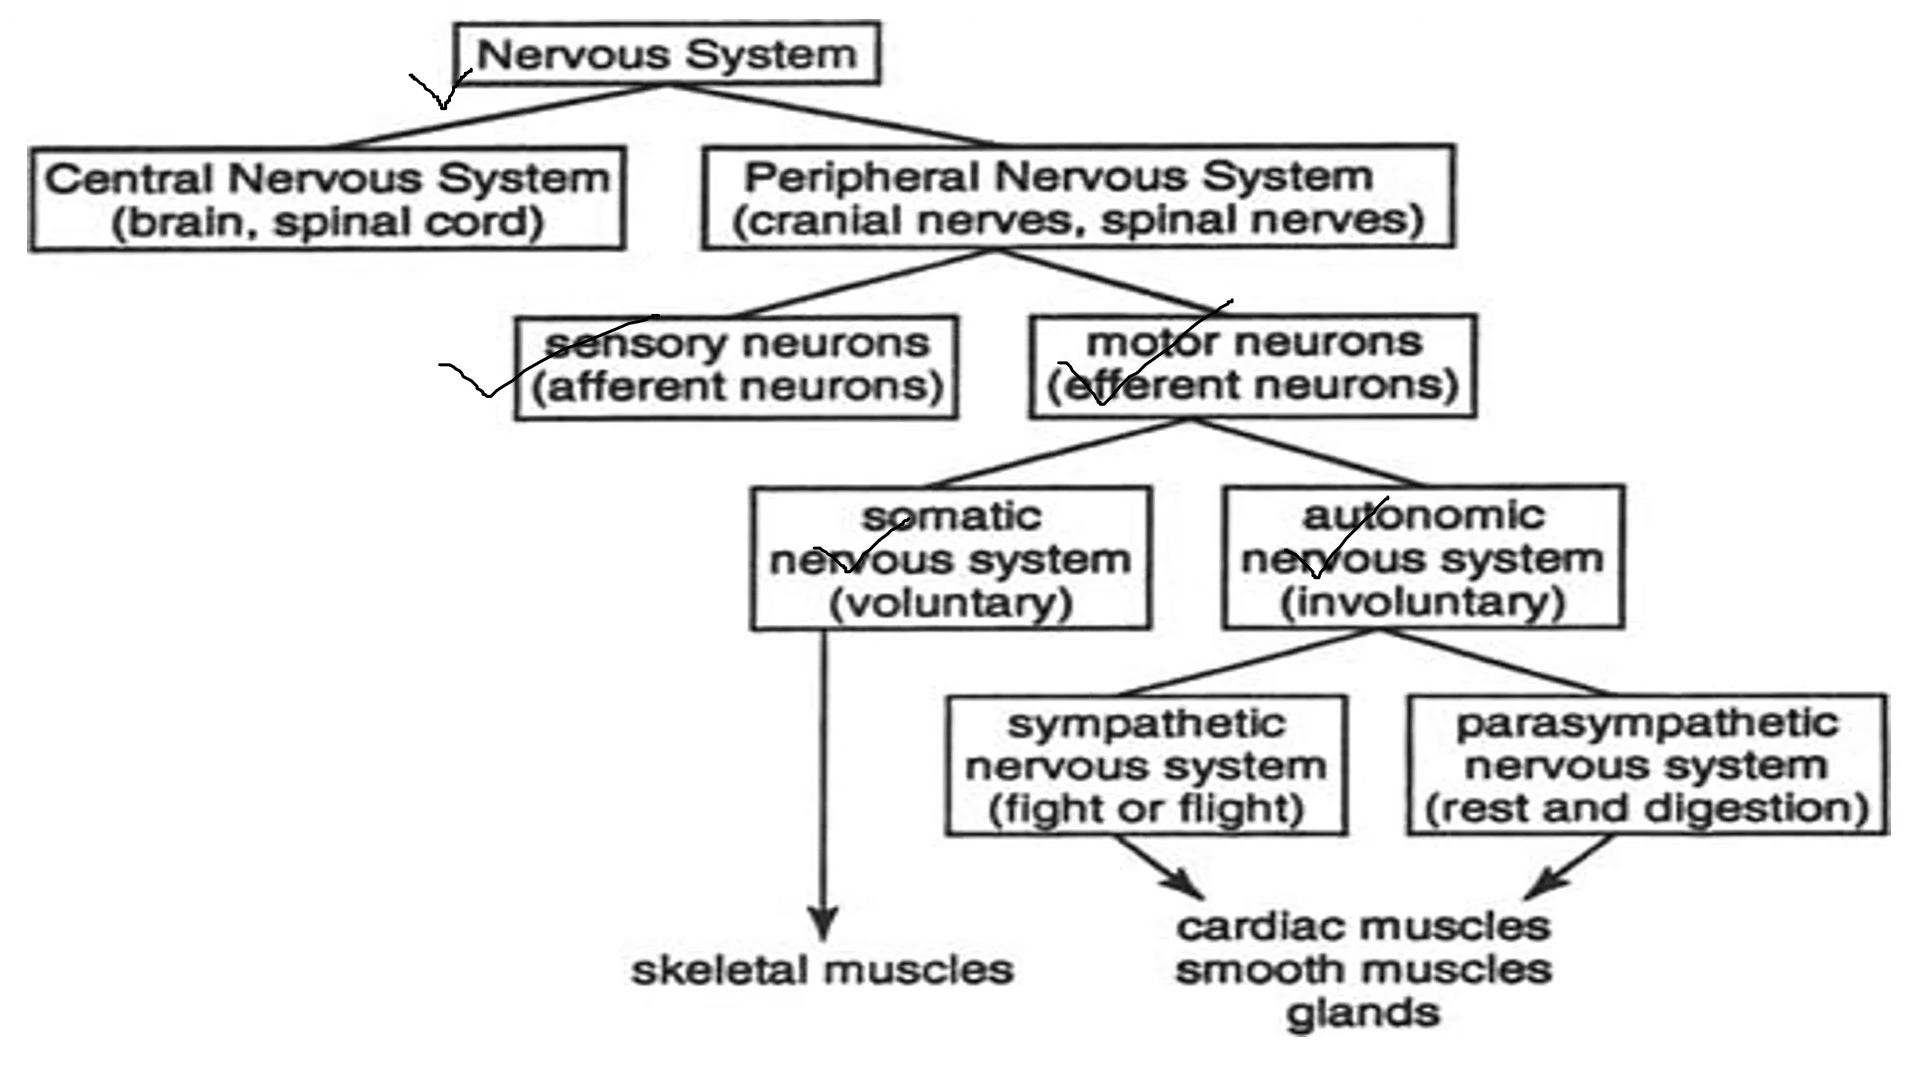 Nervous System
Central Nervous System
(brain, spinal cord)
Peripheral Nervous System
(cranial nerves, spinal nerves)
sensory neurons
(afferent neurons)
motor neurons
(efferent neurons)
somatic
nervous system
(voluntary)
autonomic
nervous system
(involuntary)
sympathetic
nervous system
(fight or flight)
parasympathetic
nervous system
(rest and digestion)
skeletal muscles
cardiac muscles
smooth muscles
glands